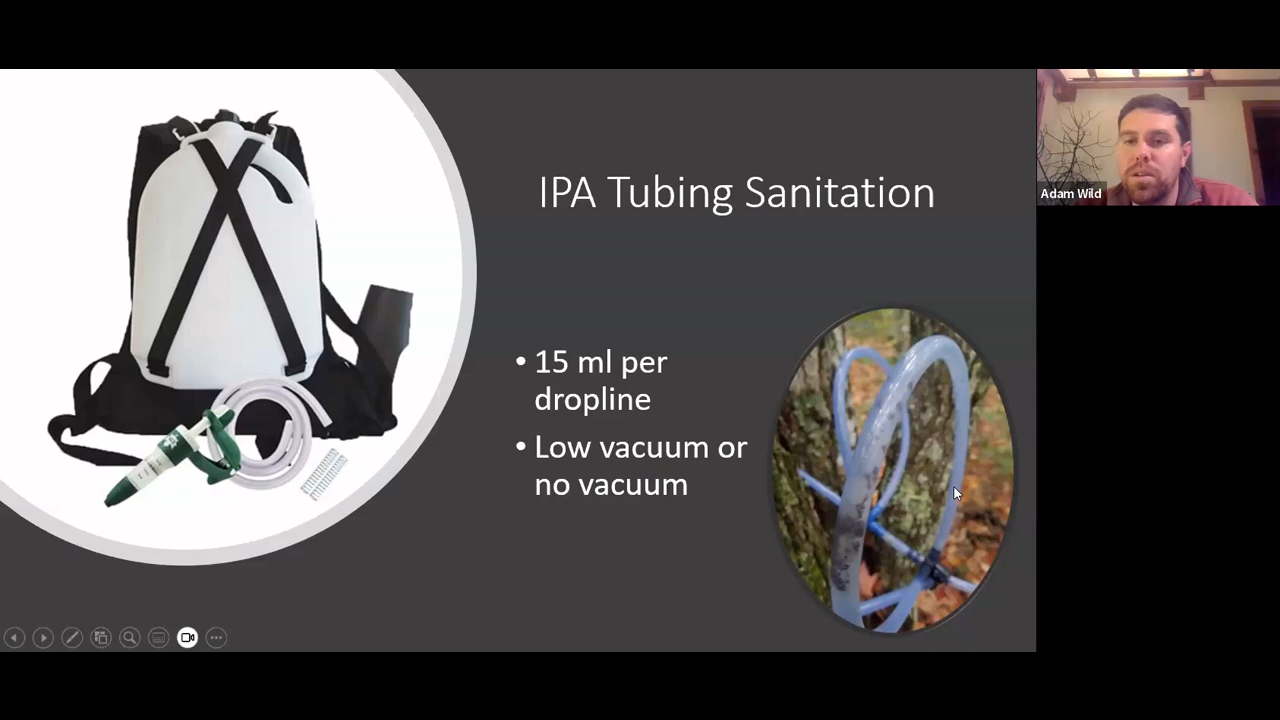 IPA Tubing Sanitation
• 15 ml per
dropline
• Low vacuum or
no vacuum
Adam Wild